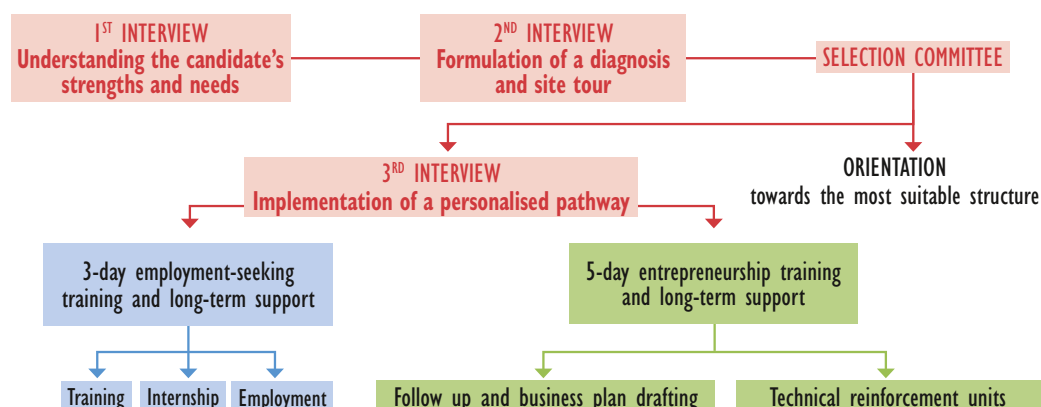 1ST INTERVIEW
Understanding the candidate's
strengths and needs
2ND INTERVIEW
Formulation of a diagnosis
and site tour
SELECTION COMMITTEE
3RD INTERVIEW
Implementation of a personalised pathway
ORIENTATION
towards the most suitable structure
3-day employment-seeking
training and long-term support
5-day entrepreneurship training
and long-term support
Training
Internship
Employment
Follow up and business plan drafting
Technical reinforcement units